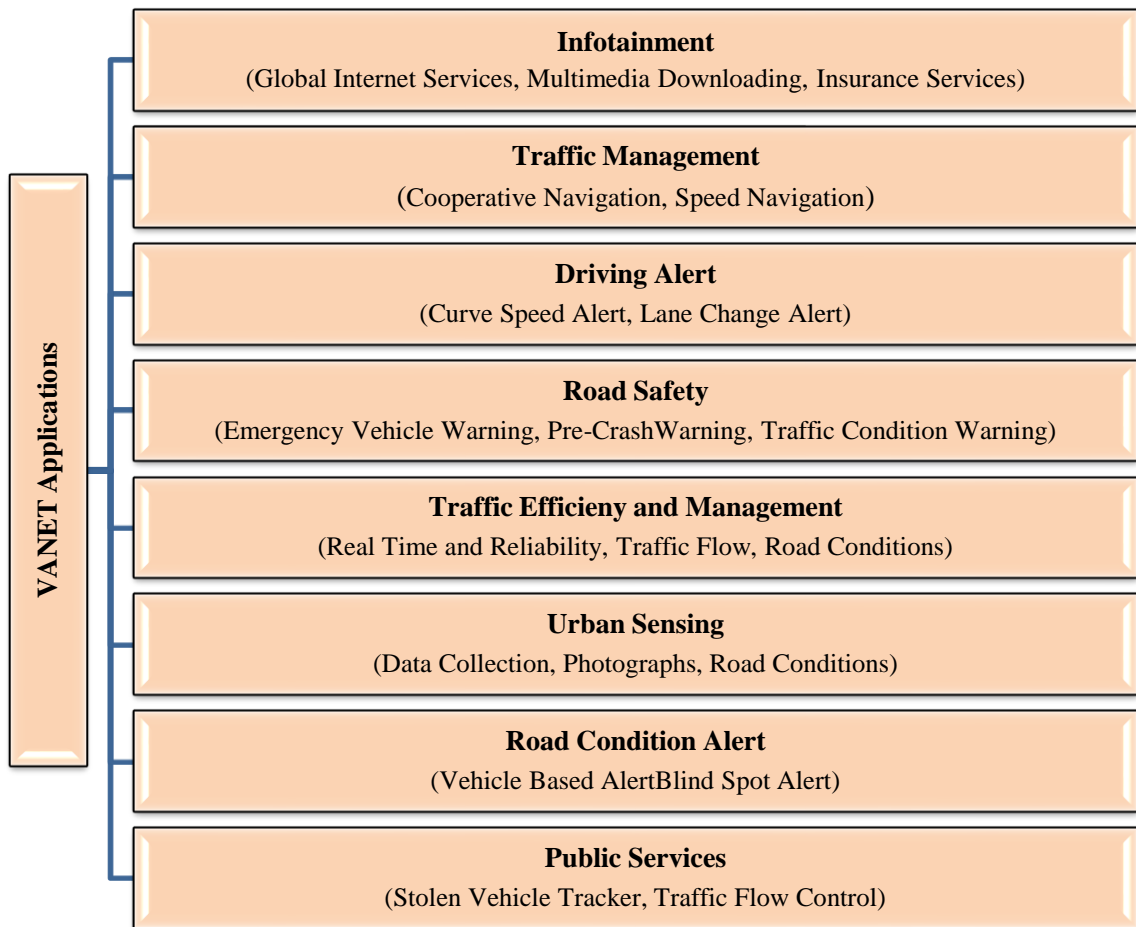 VANET Applications
Infotainment
(Global Internet Services, Multimedia Downloading, Insurance Services)
Traffic Management
(Cooperative Navigation, Speed Navigation)
Driving Alert
(Curve Speed Alert, Lane Change Alert)
Road Safety
(Emergency Vehicle Warning, Pre-CrashWarning, Traffic Condition Warning)
Traffic Efficieny and Management
(Real Time and Reliability, Traffic Flow, Road Conditions)
Urban Sensing
(Data Collection, Photographs, Road Conditions)
Road Condition Alert
(Vehicle Based AlertBlind Spot Alert)
Public Services
(Stolen Vehicle Tracker, Traffic Flow Control)